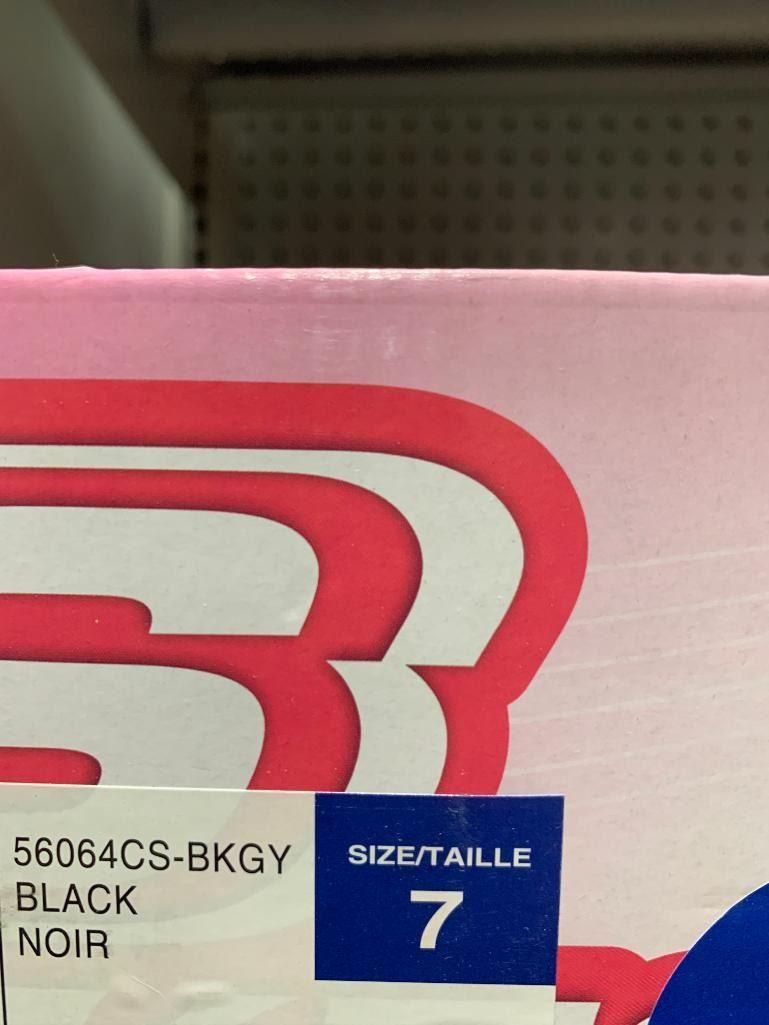 56064CS-BKGY
BLACK
NOIR
SIZE/TAILLE
7